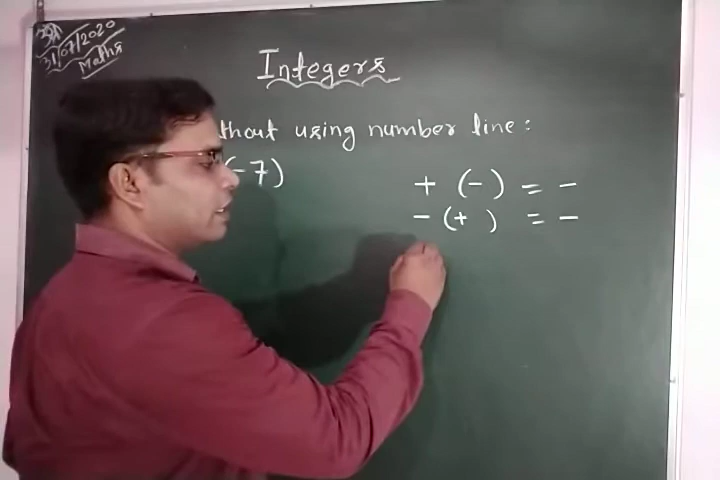 31/07/2020
Maths
Integers
thout using number line:
(-7)
+ (-) = -
- (+ ) = -